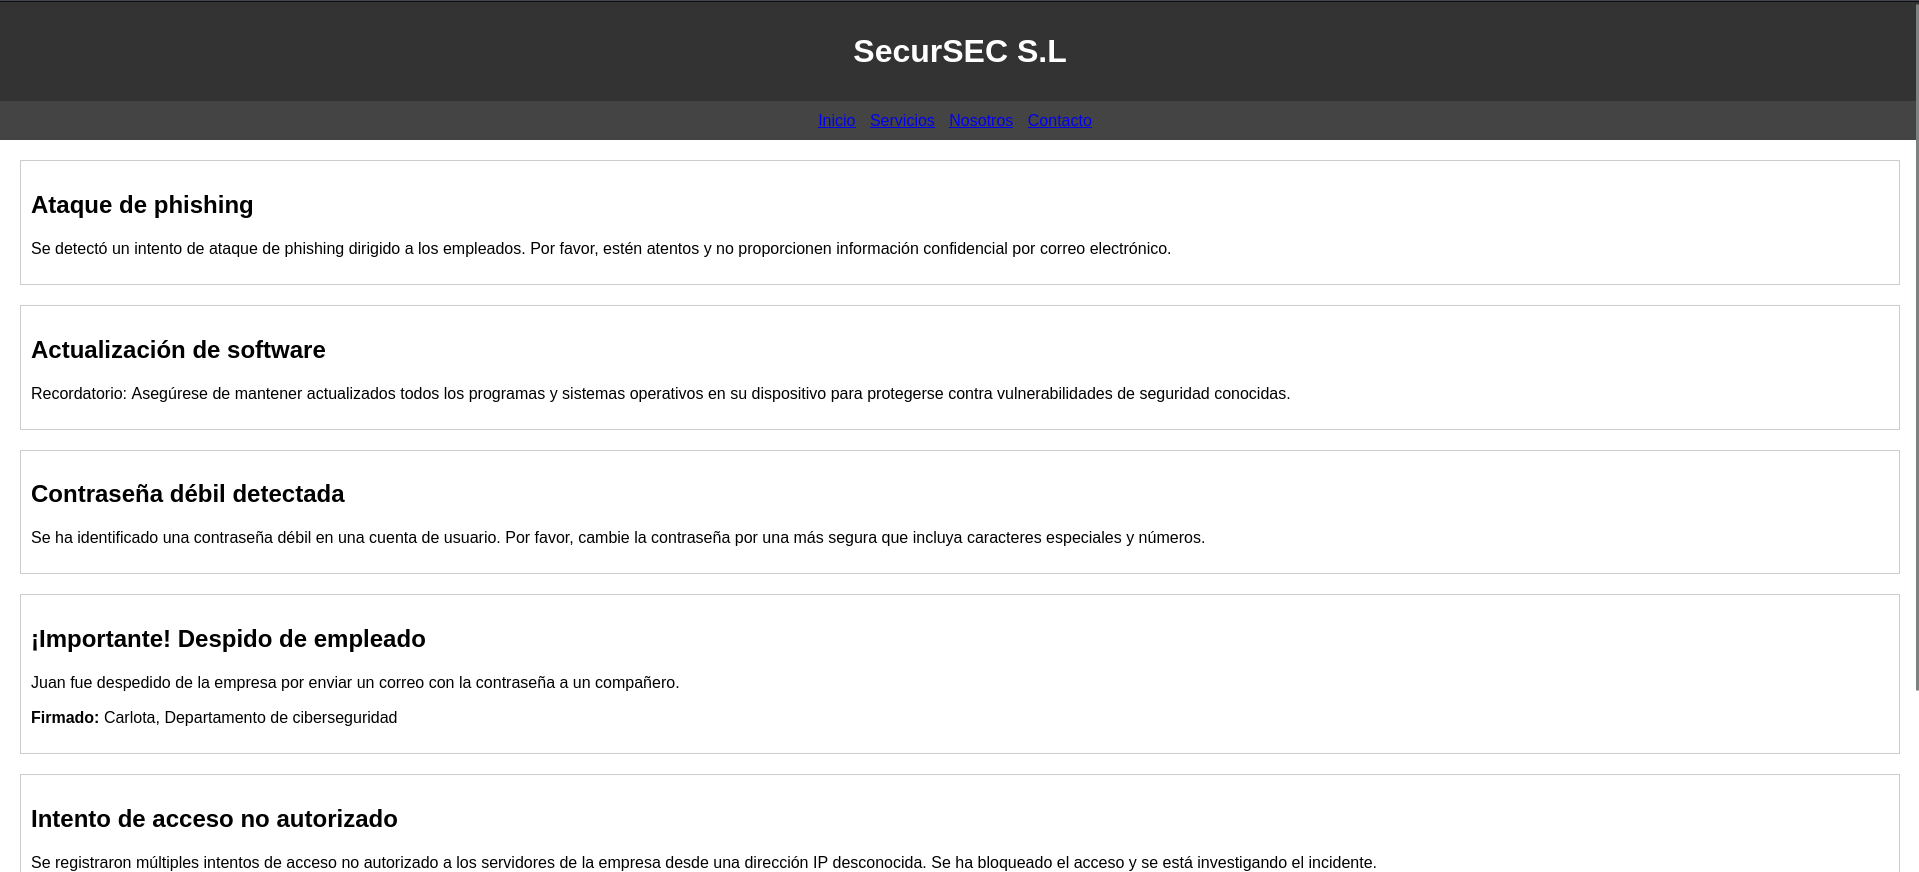 SecurSEC S.L
Inicio Servicios Nosotros Contacto
Ataque de phishing
Se detectó un intento de ataque de phishing dirigido a los empleados. Por favor, estén atentos y no proporcionen información confidencial por correo electrónico.
Actualización de software
Recordatorio: Asegúrese de mantener actualizados todos los programas y sistemas operativos en su dispositivo para protegerse contra vulnerabilidades de seguridad conocidas.
Contraseña débil detectada
Se ha identificado una contraseña débil en una cuenta de usuario. Por favor, cambie la contraseña por una más segura que incluya caracteres especiales y números.
¡Importante! Despido de empleado
Juan fue despedido de la empresa por enviar un correo con la contraseña a un compañero.
Firmado: Carlota, Departamento de ciberseguridad
Intento de acceso no autorizado
Se registraron múltiples intentos de acceso no autorizado a los servidores de la empresa desde una dirección IP desconocida. Se ha bloqueado el acceso y se está investigando el incidente.